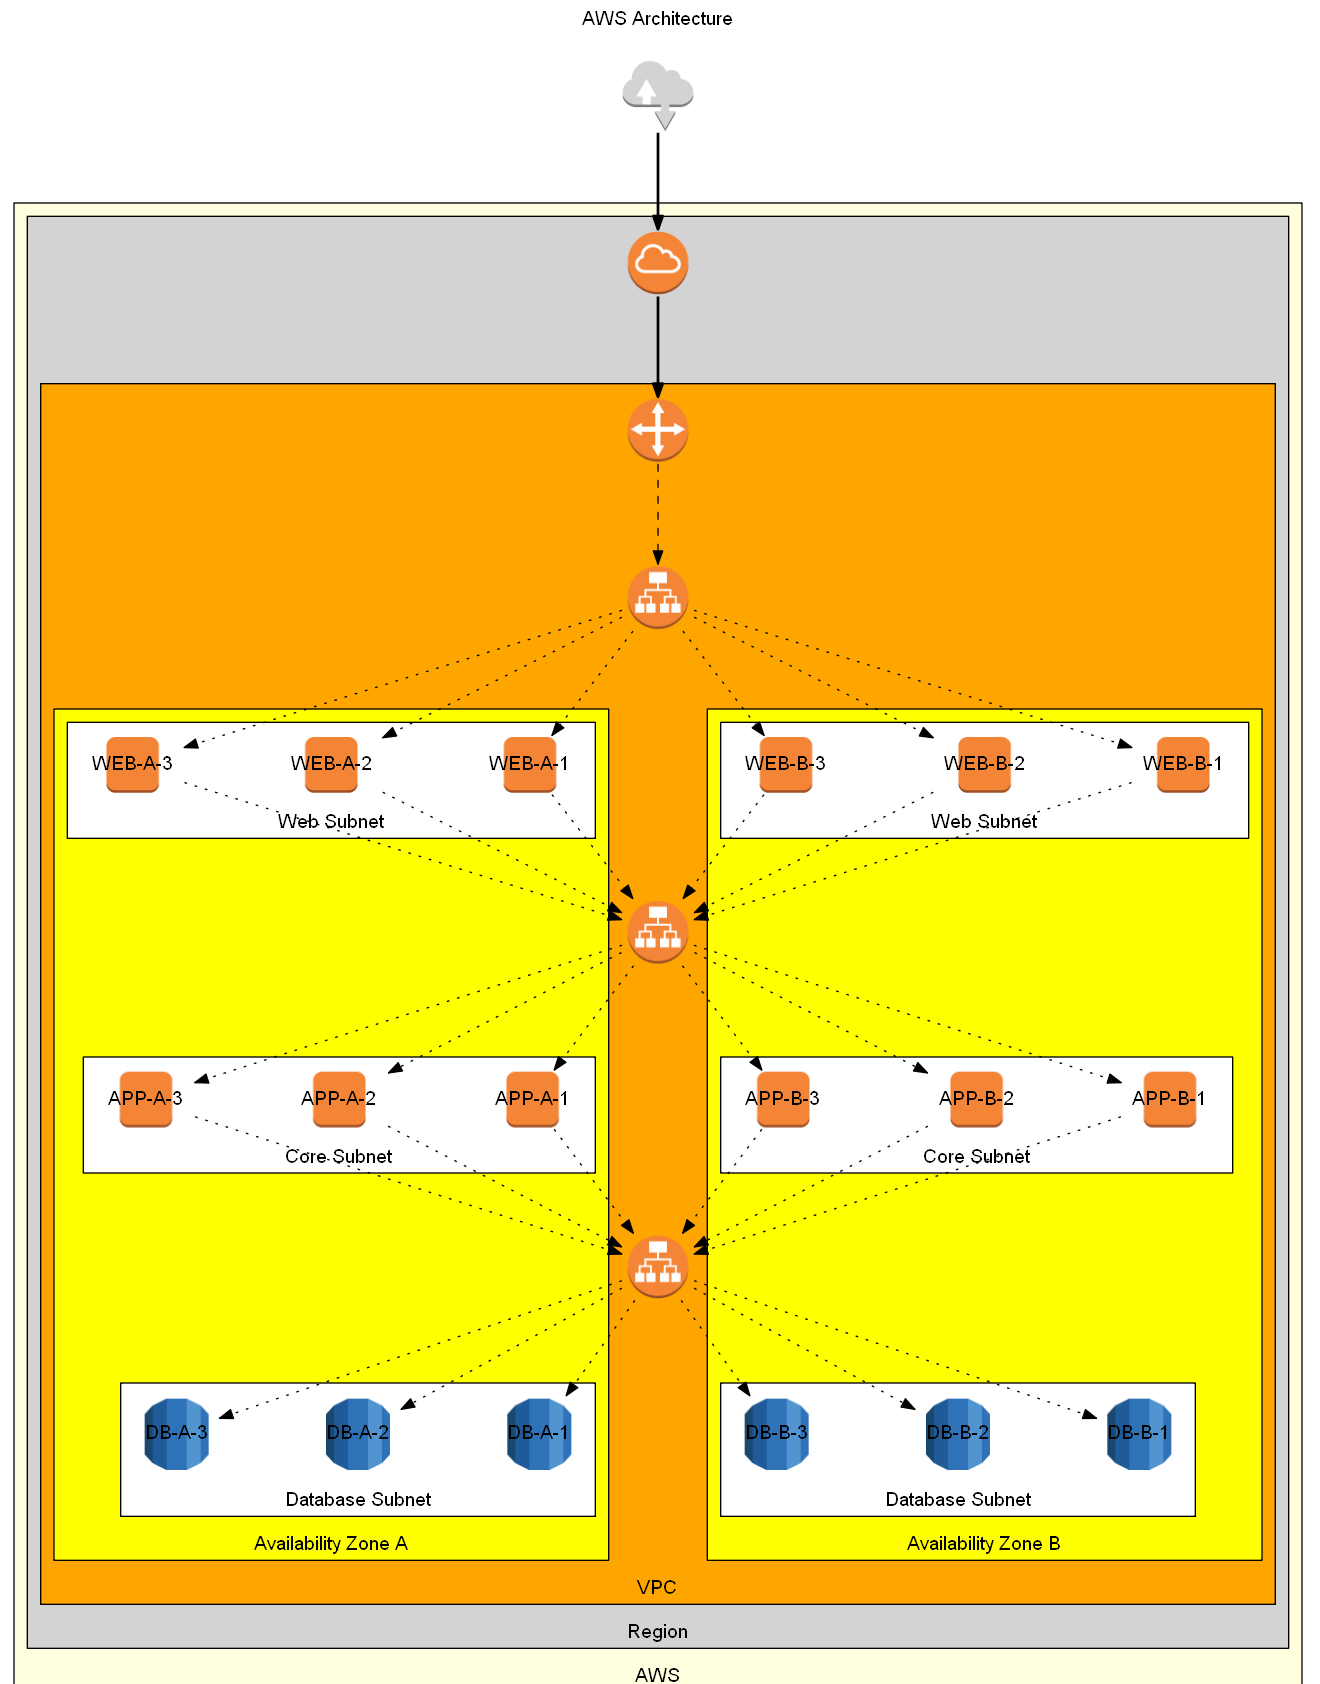 AWS Architecture
WEB-A-3
WEB-A-2
WEB-A-1
WEB-B-3
WEB-B-2
WEB-B-1
Web Subnet
Web Subnet
APP-A-3
APP-A-2
APP-A-1
APP-B-3
APP-B-2
APP-B-1
Core Subnet
Core Subnet
DB-A-3
DB-A-2
DB-A-1
DB-B-3
DB-B-2
DB-B-1
Database Subnet
Database Subnet
Availability Zone A
Availability Zone B
VPC
Region
AWS